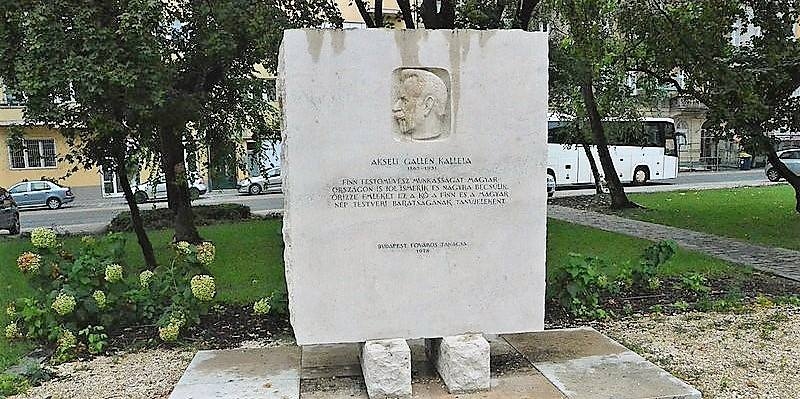 AKSELI GALLEN KALLELA
1865-1931
FINN FESTŐMŰVÉSZ MUNKÁSSÁGÁT MAGYAR-
ORSZÁGON IS JÓL ISMERIK ÉS NAGYRA BECSÜLIK.
ŐRIZZE EMLÉKÉT EZ A KŐ A FINN ÉS A MAGYAR
NÉP TESTVÉRI BARÁTSÁGÁNAK TANÚJELEKÉNT.
BUDAPEST FŐVÁROS TANÁCSA